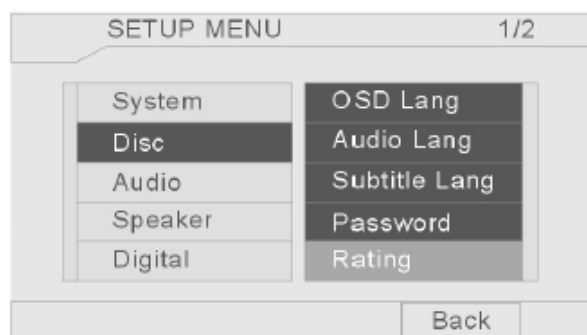 SETUP MENU 1/2
System
Disc
Audio
Speaker
Digital
OSD Lang
Audio Lang
Subtitle Lang
Password
Rating
Back